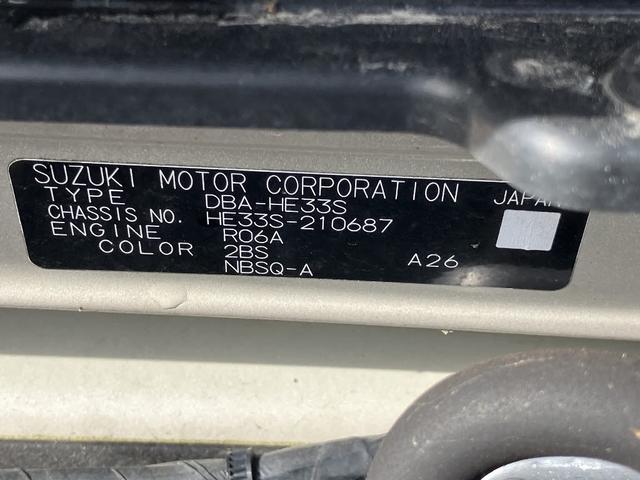 SUZUKI MOTOR CORPORATION JAPAN
TYPE DBA-HE33S
CHASSIS NO. HE33S-210687
ENGINE R06A
COLOR 2BS A26
NBSQ-A